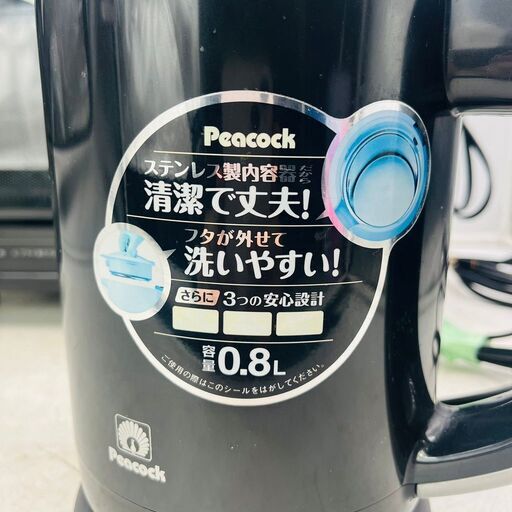 Peacock
ステンレス製内容器だから
清潔で丈夫!
フタが外せて
洗いやすい!
さらに 3つの安心設計
容量 0.8L
ご使用の際はこのシールをはがしてください。
Peacock